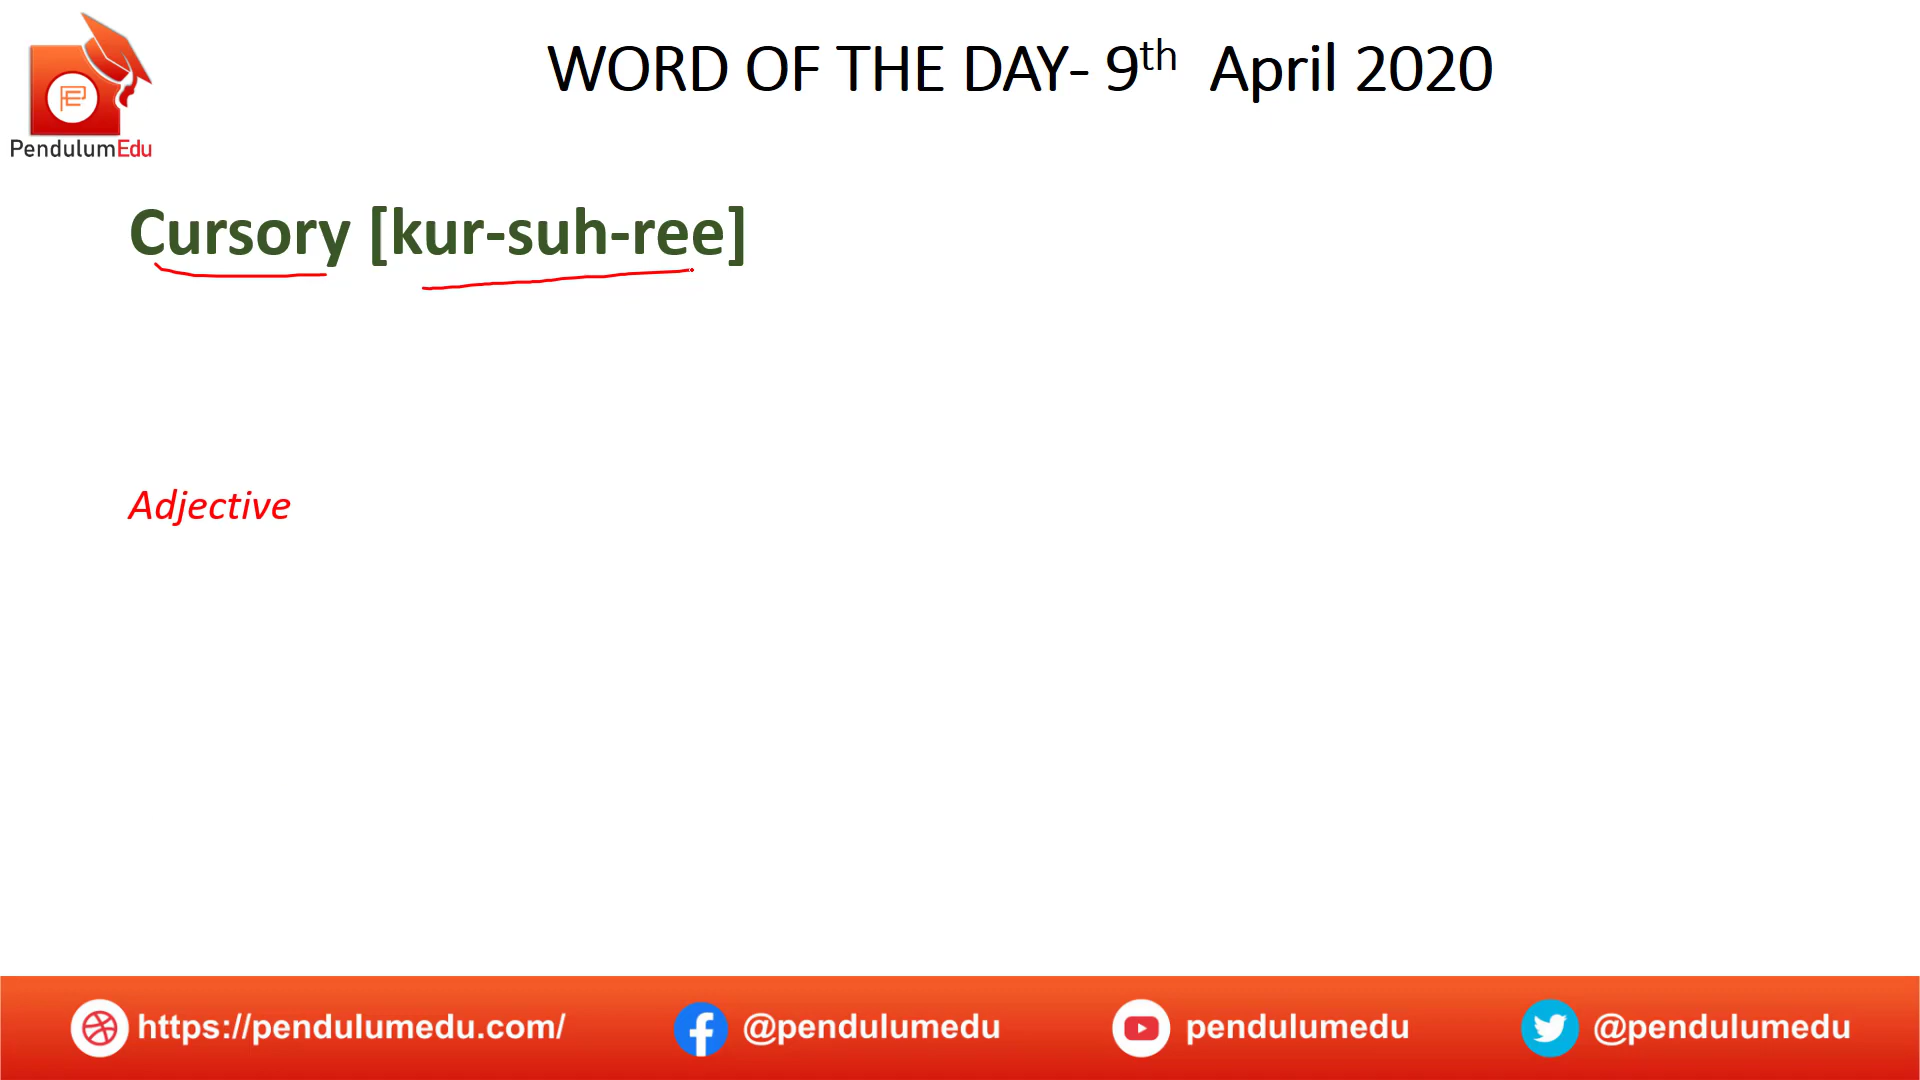 WORD OF THE DAY- 9th April 2020
PendulumEdu
Cursory [kur-suh-ree]
Adjective
https://pendulumedu.com/ @pendulumedu pendulumedu @pendulumedu